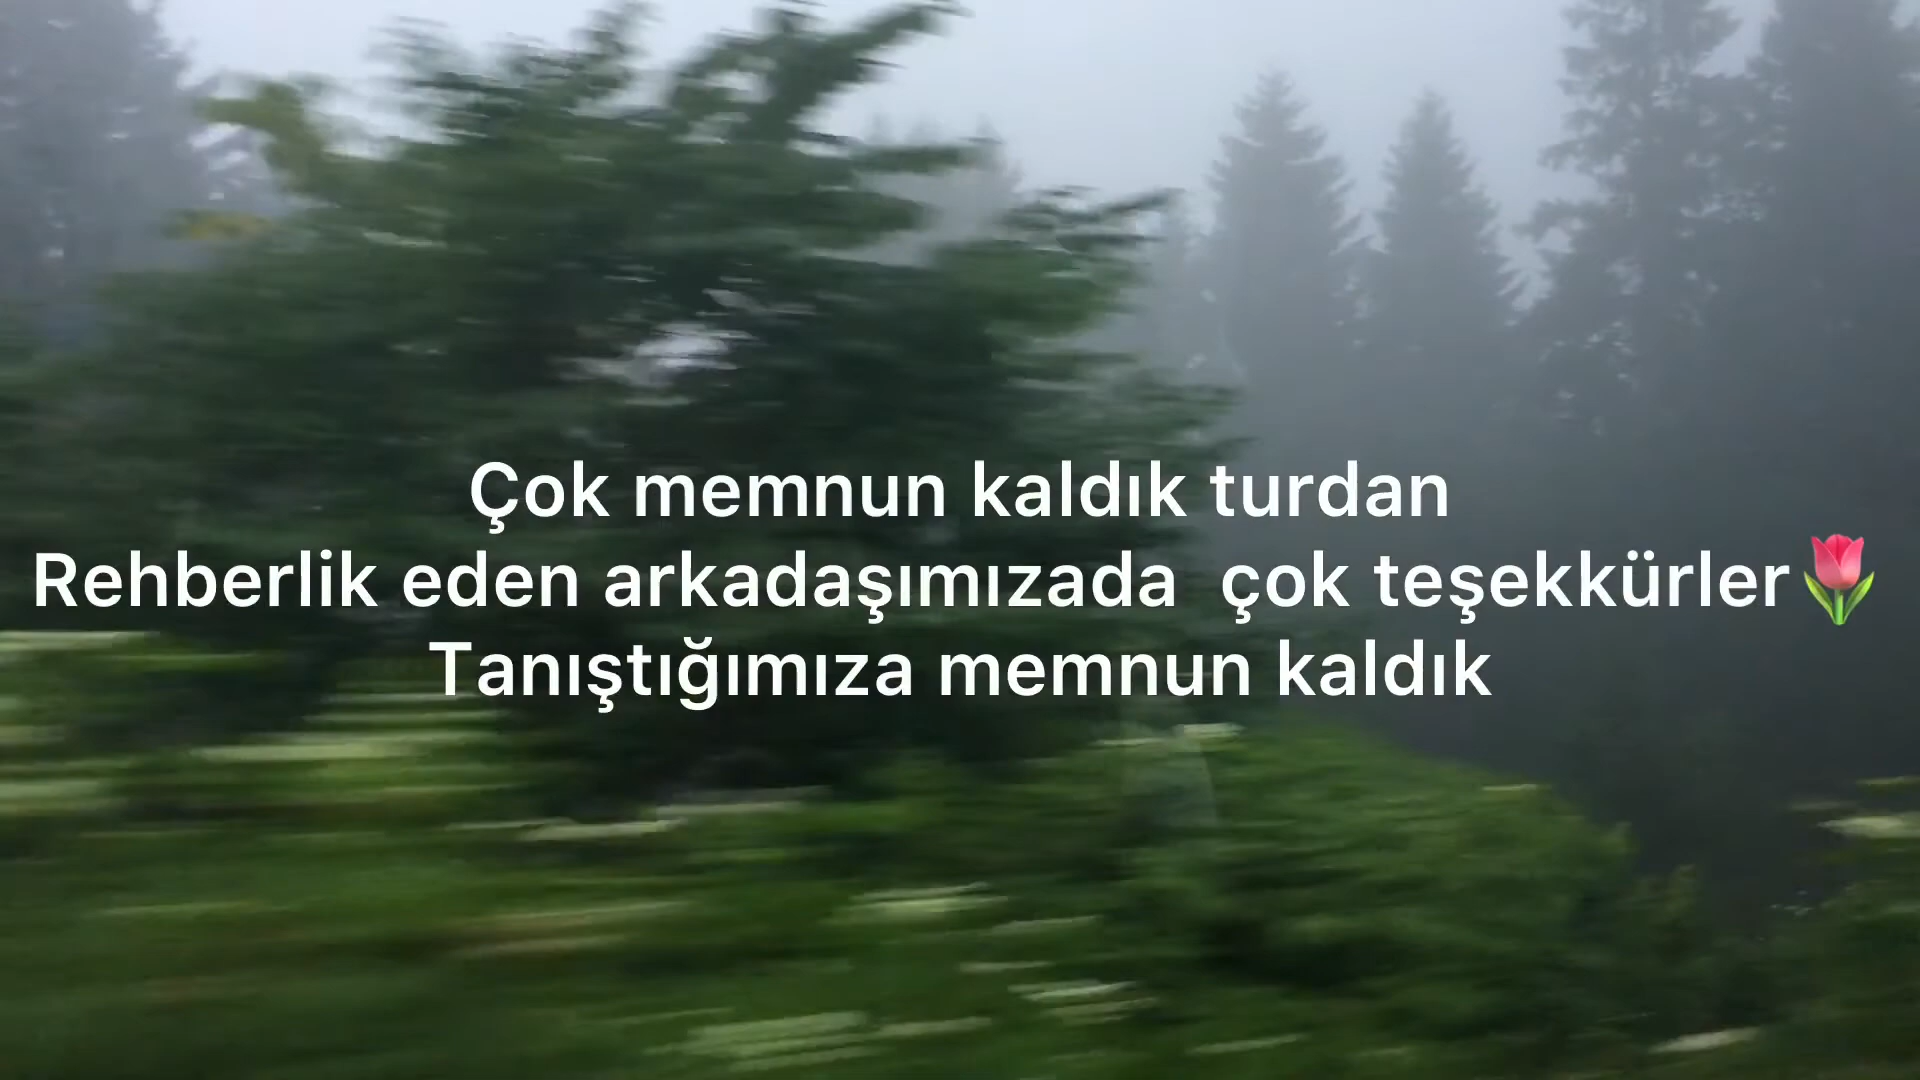 Çok memnun kaldık turdan
Rehberlik eden arkadaşımızada  çok teşekkürler🌷
Tanıştığımıza memnun kaldık